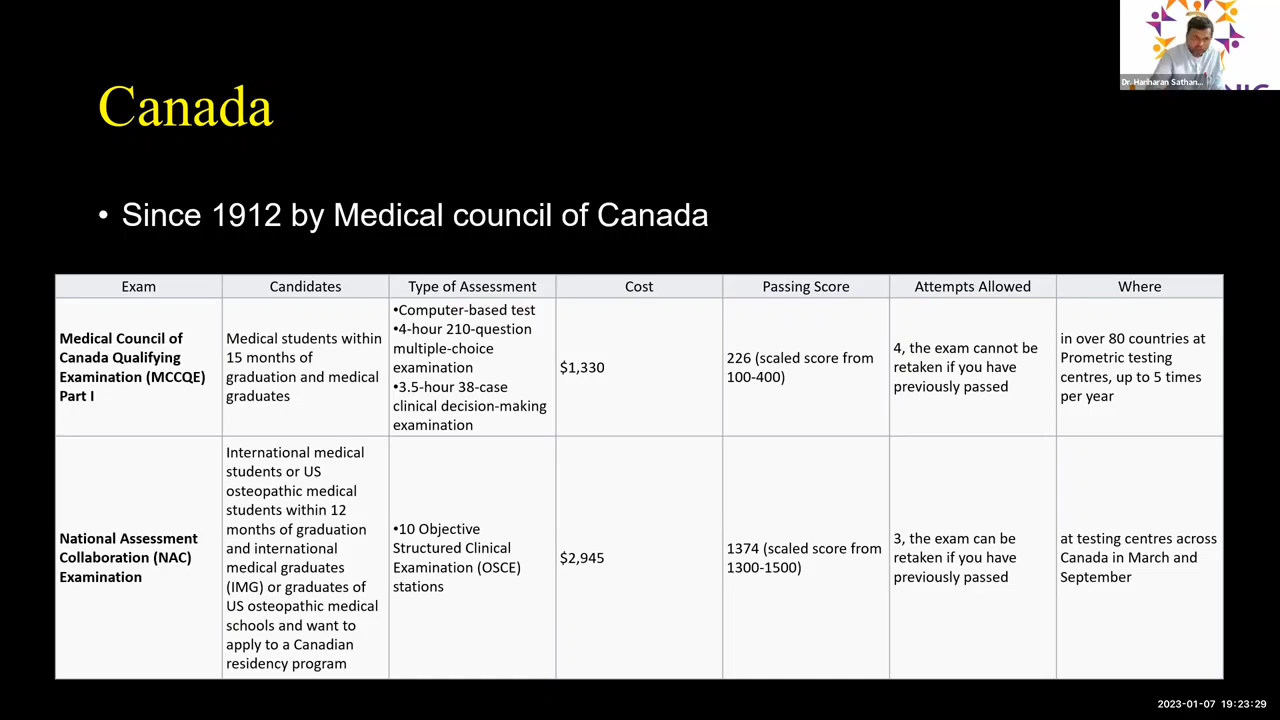 Dr. Hariharan Sathan...
Canada
• Since 1912 by Medical council of Canada
Exam
Candidates
Type of Assessment
Cost
Passing Score
Attempts Allowed
Where
Medical Council of
Canada Qualifying
Examination (MCCQE)
Part I
Medical students within
15 months of
graduation and medical
graduates
•Computer-based test
•4-hour 210-question
multiple-choice
examination
•3.5-hour 38-case
clinical decision-making
examination
$1,330
226 (scaled score from
100-400)
4, the exam cannot be
retaken if you have
previously passed
in over 80 countries at
Prometric testing
centres, up to 5 times
per year
National Assessment
Collaboration (NAC)
Examination
International medical
students or US
osteopathic medical
students within 12
months of graduation
and international
medical graduates
(IMG) or graduates of
US osteopathic medical
schools and want to
apply to a Canadian
residency program
•10 Objective
Structured Clinical
Examination (OSCE)
stations
$2,945
1374 (scaled score from
1300-1500)
3, the exam can be
retaken if you have
previously passed
at testing centres across
Canada in March and
September
2023-01-07 19:23:29